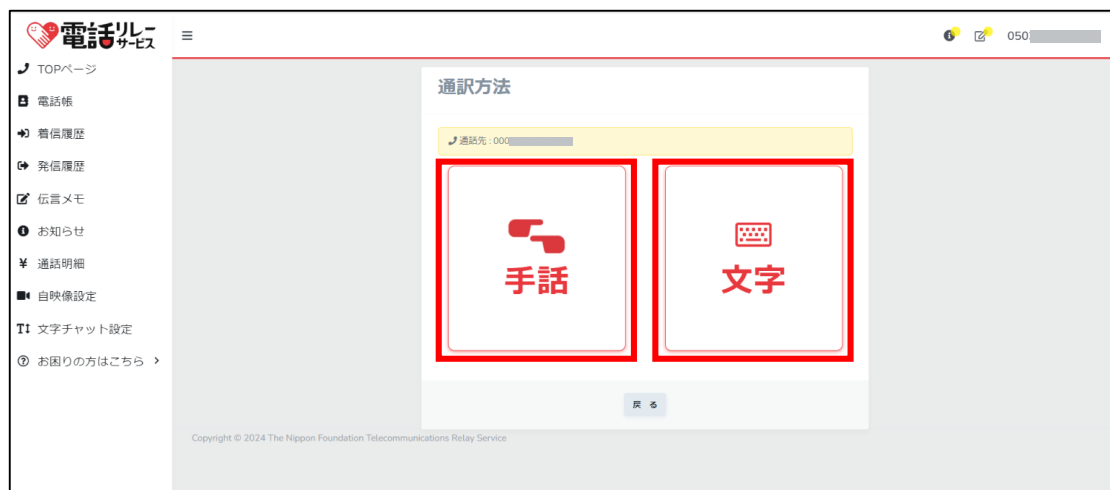 電話リレーサービス
050
TOPページ
電話帳
着信履歴
発信履歴
伝言メモ
お知らせ
¥ 通話明細
自映像設定
文字チャット設定
お困りの方はこちら
通訳方法
通話先 : 000
手話
文字
戻る
Copyright © 2024 The Nippon Foundation Telecommunications Relay Service